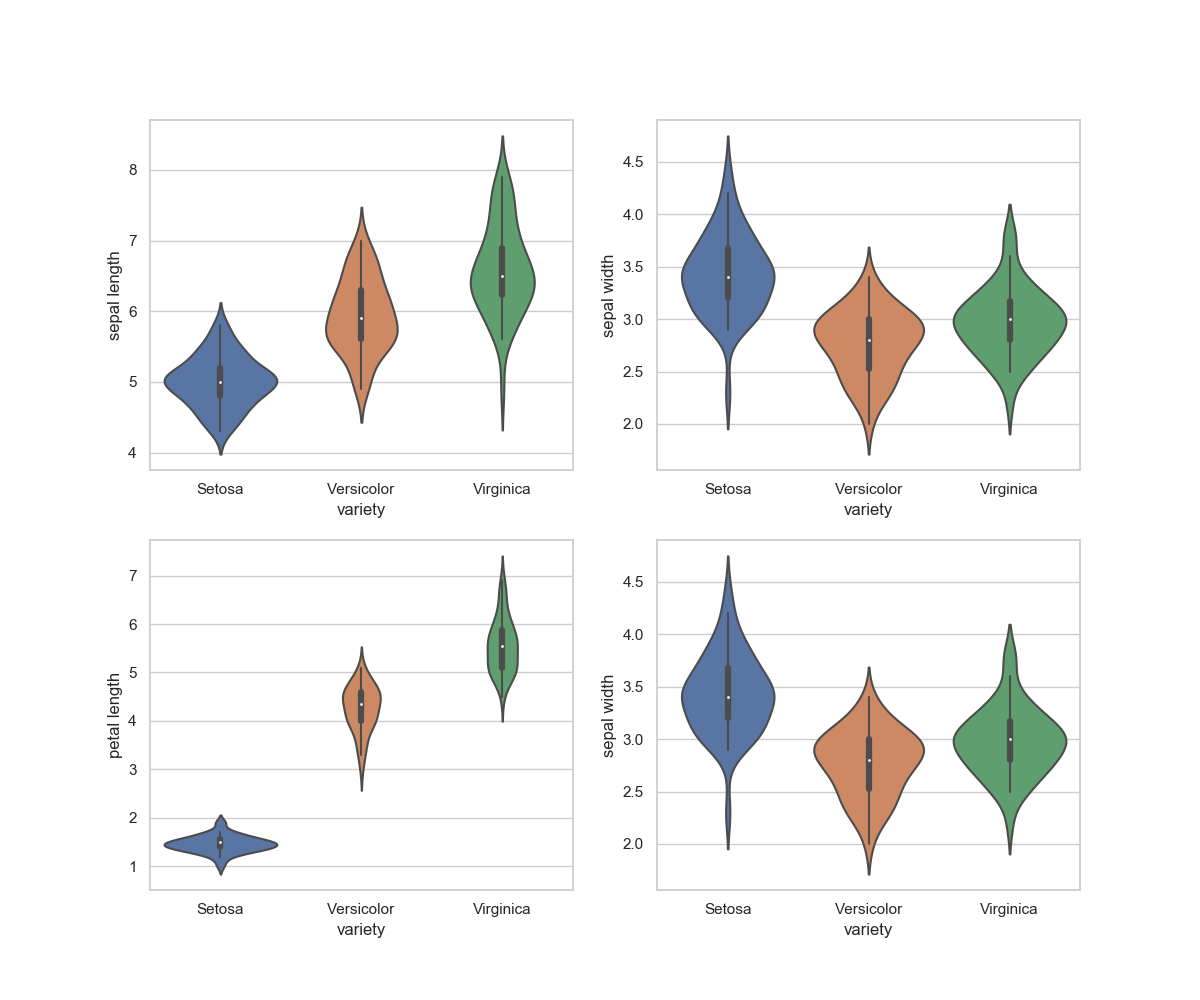 sepal length
8
7
6
5
4
Setosa Versicolor Virginica
variety
sepal width
4.5
4.0
3.5
3.0
2.5
2.0
Setosa Versicolor Virginica
variety
petal length
7
6
5
4
3
2
1
Setosa Versicolor Virginica
variety
sepal width
4.5
4.0
3.5
3.0
2.5
2.0
Setosa Versicolor Virginica
variety